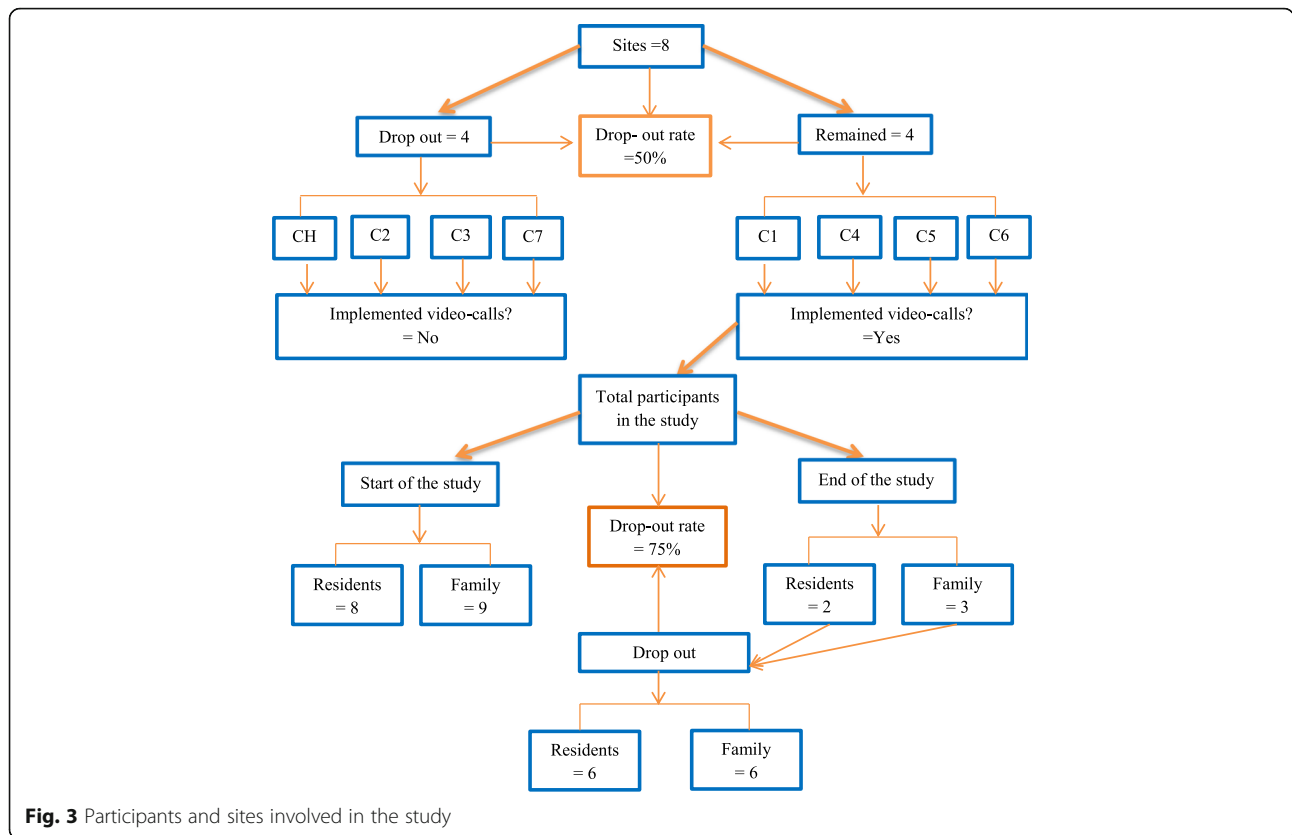 Sites =8
Drop out = 4
Drop- out rate
=50%
Remained = 4
CH
C2
C3
C7
C1
C4
C5
C6
Implemented video-calls?
= No
Implemented video-calls?
=Yes
Total participants
in the study
Start of the study
End of the study
Drop-out rate
= 75%
Residents
= 8
Family
= 9
Residents
= 2
Family
= 3
Drop out
Residents
= 6
Family
= 6
Fig. 3 Participants and sites involved in the study